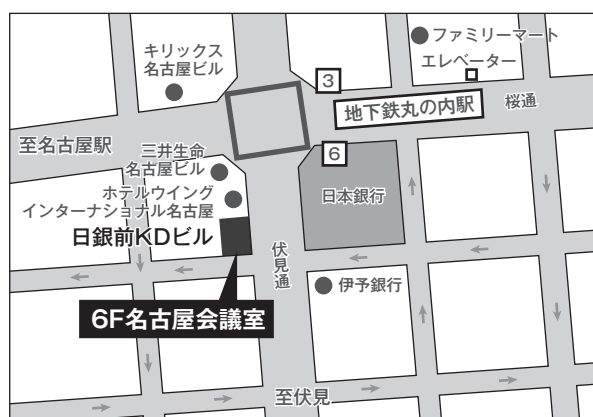 キリックス
名古屋ビル
ファミリーマート
エレベーター
3
地下鉄丸の内駅
桜通
至名古屋駅
三井生命
名古屋ビル
6
ホテルウイング
インターナショナル名古屋
日本銀行
日銀前KDビル
伏見通
伊予銀行
6F名古屋会議室
至伏見